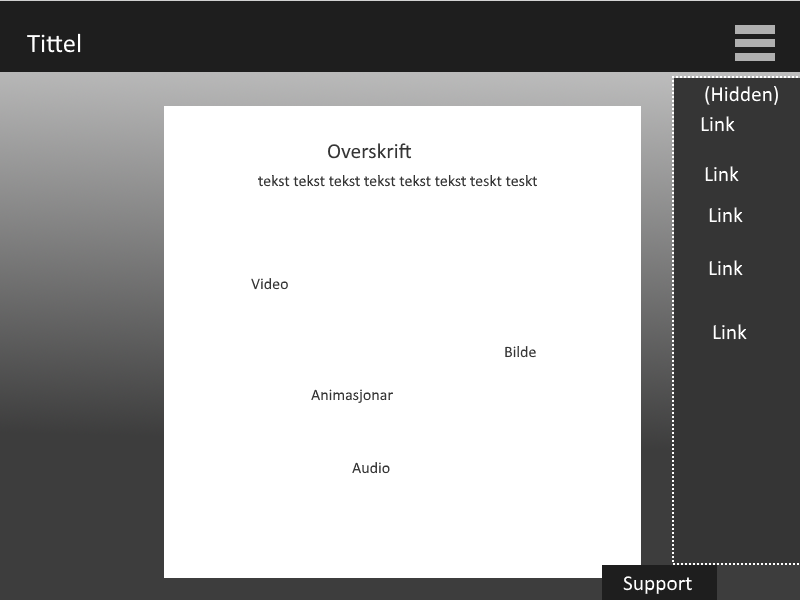 Tittel
(Hidden)
Link
Link
Link
Link
Link
Overskrift
tekst tekst tekst tekst tekst tekst teskt teskt
Video
Bilde
Animasjonar
Audio
Support